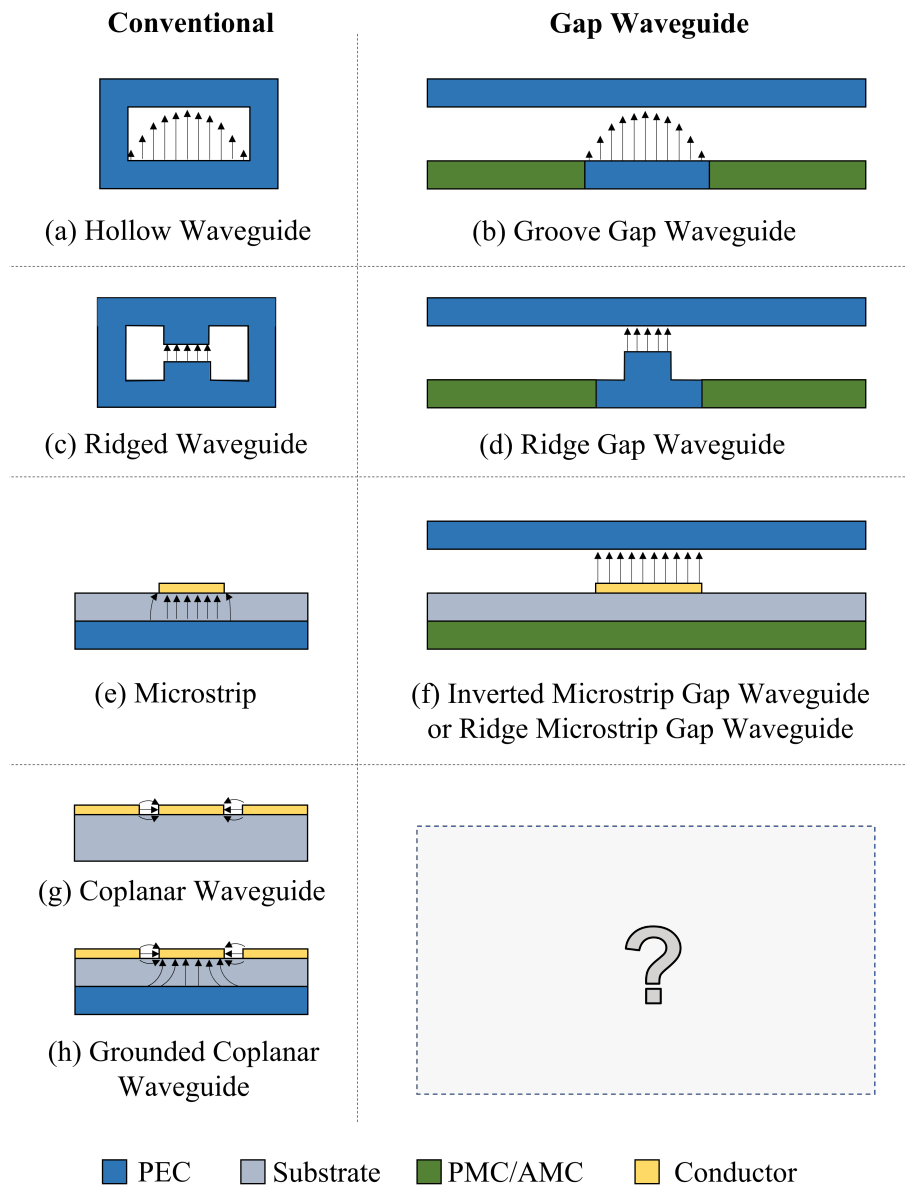 Conventional
Gap Waveguide
(a) Hollow Waveguide
(b) Groove Gap Waveguide
(c) Ridged Waveguide
(d) Ridge Gap Waveguide
(e) Microstrip
(f) Inverted Microstrip Gap Waveguide
or Ridge Microstrip Gap Waveguide
(g) Coplanar Waveguide
?
(h) Grounded Coplanar
Waveguide
PEC
Substrate
PMC/AMC
Conductor